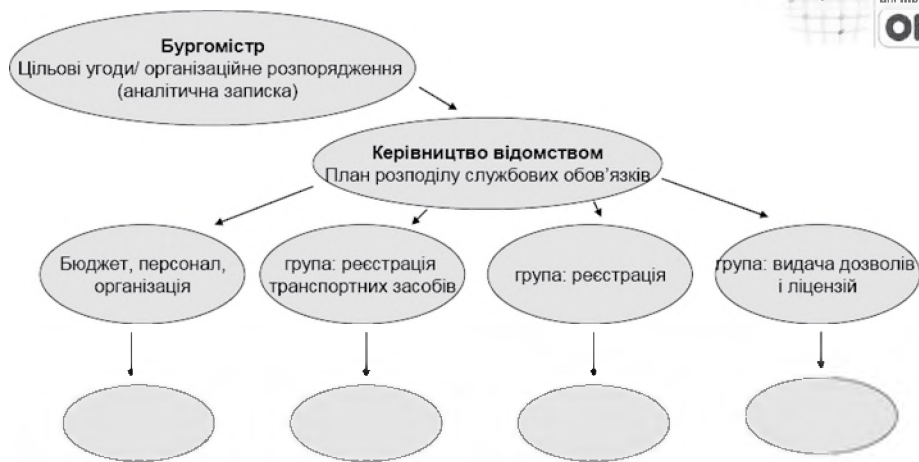 Бургомістр
Цільові угоди/ організаційне розпорядження
(аналітична записка)
Керівництво відомством
План розподілу службових обов’язків
Бюджет, персонал,
організація
група: реєстрація
транспортних засобів
група: реєстрація
група: видача дозволів
і ліцензій